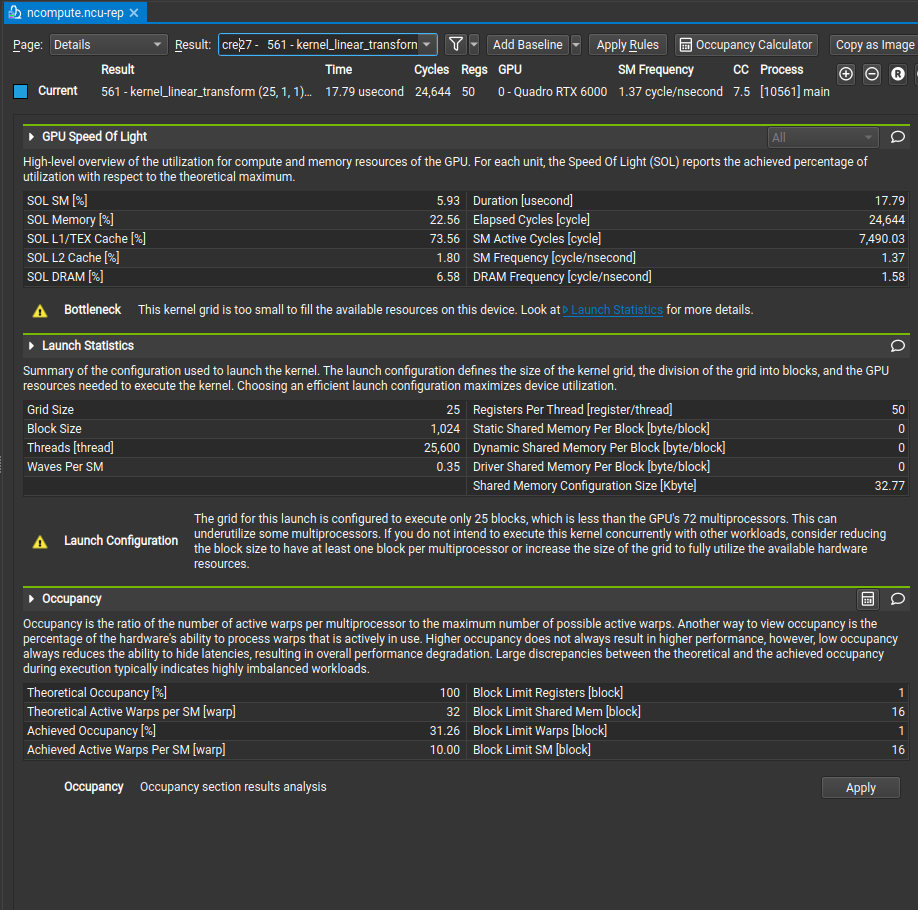 ncompute.ncu-rep
Page: Details Result: cre27 - 561 - kernel_linear_transforn Add Baseline Apply Rules Occupancy Calculator Copy as Image
Result Time Cycles Regs GPU SM Frequency CC Process
Current 561 - kernel_linear_transform (25, 1, 1)... 17.79 usecond 24,644 50 0 - Quadro RTX 6000 1.37 cycle/nsecond 7.5 [10561] main
GPU Speed Of Light All
High-level overview of the utilization for compute and memory resources of the GPU. For each unit, the Speed Of Light (SOL) reports the achieved percentage of
utilization with respect to the theoretical maximum.
SOL SM [%] 5.93 Duration [usecond] 17.79
SOL Memory [%] 22.56 Elapsed Cycles [cycle] 24,644
SOL L1/TEX Cache [%] 73.56 SM Active Cycles [cycle] 7,490.03
SOL L2 Cache [%] 1.80 SM Frequency [cycle/nsecond] 1.37
SOL DRAM [%] 6.58 DRAM Frequency [cycle/nsecond] 1.58
Bottleneck This kernel grid is too small to fill the available resources on this device. Look at Launch Statistics for more details.
Launch Statistics
Summary of the configuration used to launch the kernel. The launch configuration defines the size of the kernel grid, the division of the grid into blocks, and the GPU
resources needed to execute the kernel. Choosing an efficient launch configuration maximizes device utilization.
Grid Size 25 Registers Per Thread [register/thread] 50
Block Size 1,024 Static Shared Memory Per Block [byte/block] 0
Threads [thread] 25,600 Dynamic Shared Memory Per Block [byte/block] 0
Waves Per SM 0.35 Driver Shared Memory Per Block [byte/block] 0
Shared Memory Configuration Size [Kbyte] 32.77
Launch Configuration
The grid for this launch is configured to execute only 25 blocks, which is less than the GPU's 72 multiprocessors. This can
underutilize some multiprocessors. If you do not intend to execute this kernel concurrently with other workloads, consider reducing
the block size to have at least one block per multiprocessor or increase the size of the grid to fully utilize the available hardware
resources.
Occupancy
Occupancy is the ratio of the number of active warps per multiprocessor to the maximum number of possible active warps. Another way to view occupancy is the
percentage of the hardware's ability to process warps that is actively in use. Higher occupancy does not always result in higher performance, however, low occupancy
always reduces the ability to hide latencies, resulting in overall performance degradation. Large discrepancies between the theoretical and the achieved occupancy
during execution typically indicates highly imbalanced workloads.
Theoretical Occupancy [%] 100 Block Limit Registers [block] 1
Theoretical Active Warps per SM [warp] 32 Block Limit Shared Mem [block] 16
Achieved Occupancy [%] 31.26 Block Limit Warps [block] 1
Achieved Active Warps Per SM [warp] 10.00 Block Limit SM [block] 16
Occupancy Occupancy section results analysis Apply